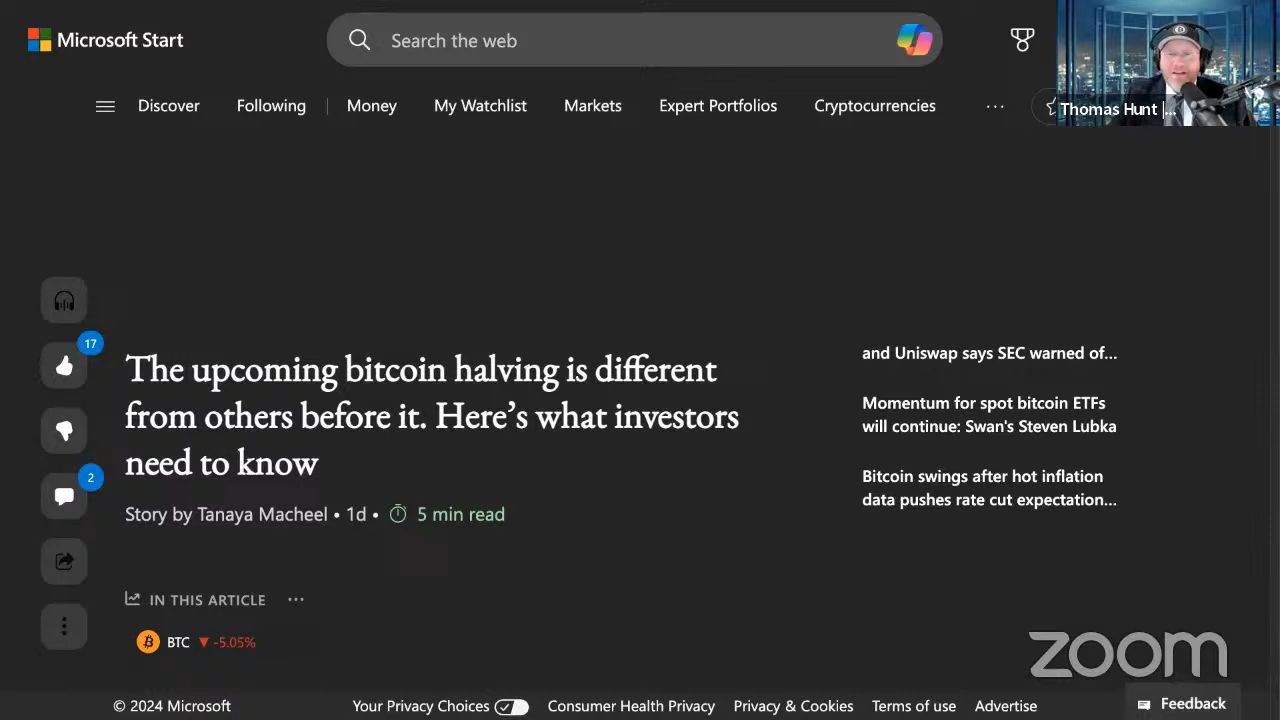 Microsoft Start
Search the web
Discover
Following
Money
My Watchlist
Markets
Expert Portfolios
Cryptocurrencies
...
Thomas Hunt |...
17
The upcoming bitcoin halving is different
from others before it. Here’s what investors
need to know
2
Story by Tanaya Macheel • 1d • 5 min read
and Uniswap says SEC warned of...
Momentum for spot bitcoin ETFs
will continue: Swan's Steven Lubka
Bitcoin swings after hot inflation
data pushes rate cut expectation...
IN THIS ARTICLE ...
BTC ▼ -5.05%
zoom
© 2024 Microsoft
Your Privacy Choices
Consumer Health Privacy
Privacy & Cookies
Terms of use
Advertise
Feedback